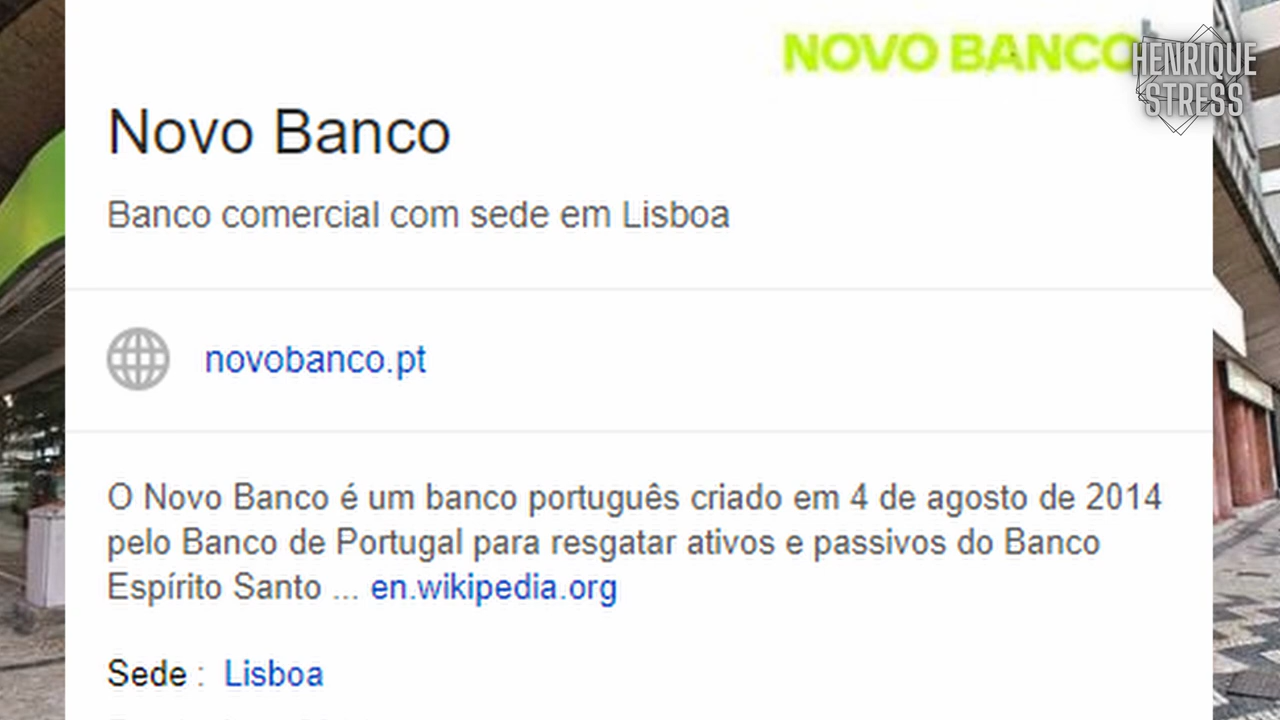 NOVO BANCO
HENRIQUE
STRESS
Novo Banco
Banco comercial com sede em Lisboa
novobanco.pt
O Novo Banco é um banco português criado em 4 de agosto de 2014
pelo Banco de Portugal para resgatar ativos e passivos do Banco
Espírito Santo ... en.wikipedia.org
Sede : Lisboa